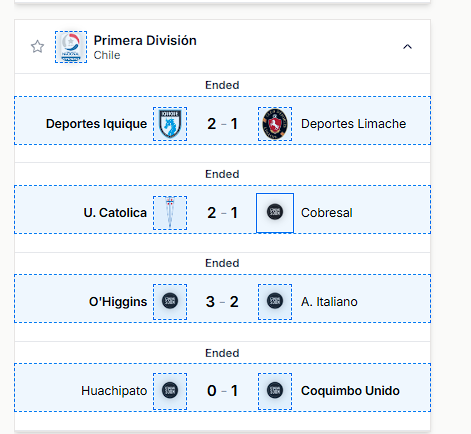 Primera División
Chile
Ended
Deportes Iquique 2 - 1 Deportes Limache
Ended
U. Catolica 2 - 1 Cobresal
Ended
O'Higgins 3 - 2 A. Italiano
Ended
Huachipato 0 - 1 Coquimbo Unido